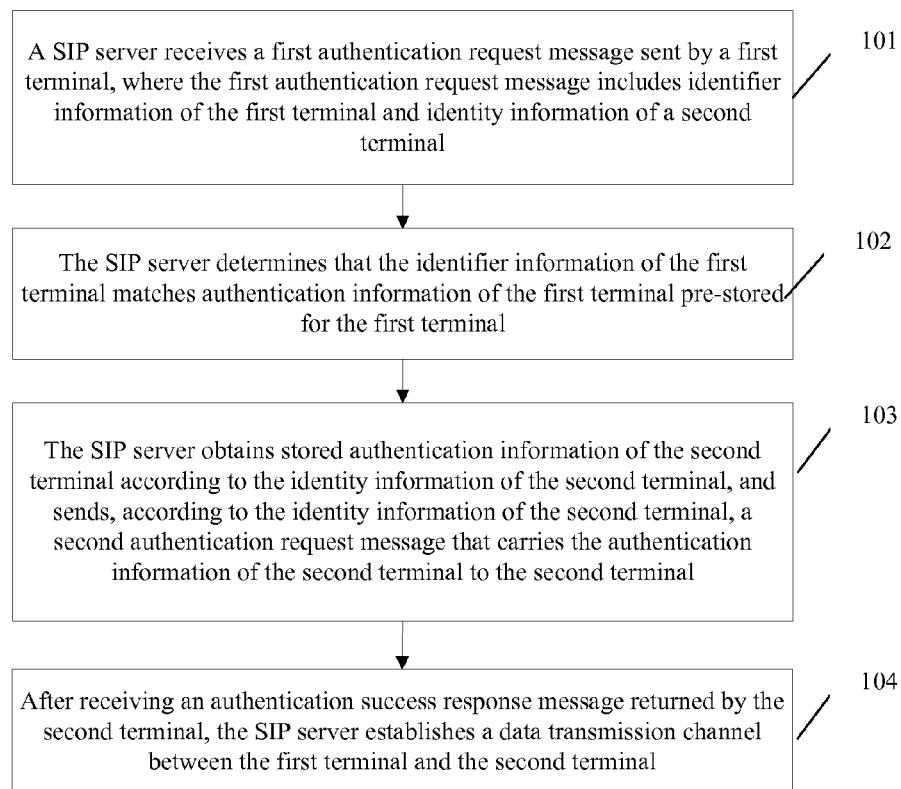 A SIP server receives a first authentication request message sent by a first
terminal, where the first authentication request message includes identifier
information of the first terminal and identity information of a second
terminal
101
The SIP server determines that the identifier information of the first
terminal matches authentication information of the first terminal pre-stored
for the first terminal
102
The SIP server obtains stored authentication information of the second
terminal according to the identity information of the second terminal, and
sends, according to the identity information of the second terminal, a
second authentication request message that carries the authentication
information of the second terminal to the second terminal
103
After receiving an authentication success response message returned by the
second terminal, the SIP server establishes a data transmission channel
between the first terminal and the second terminal
104